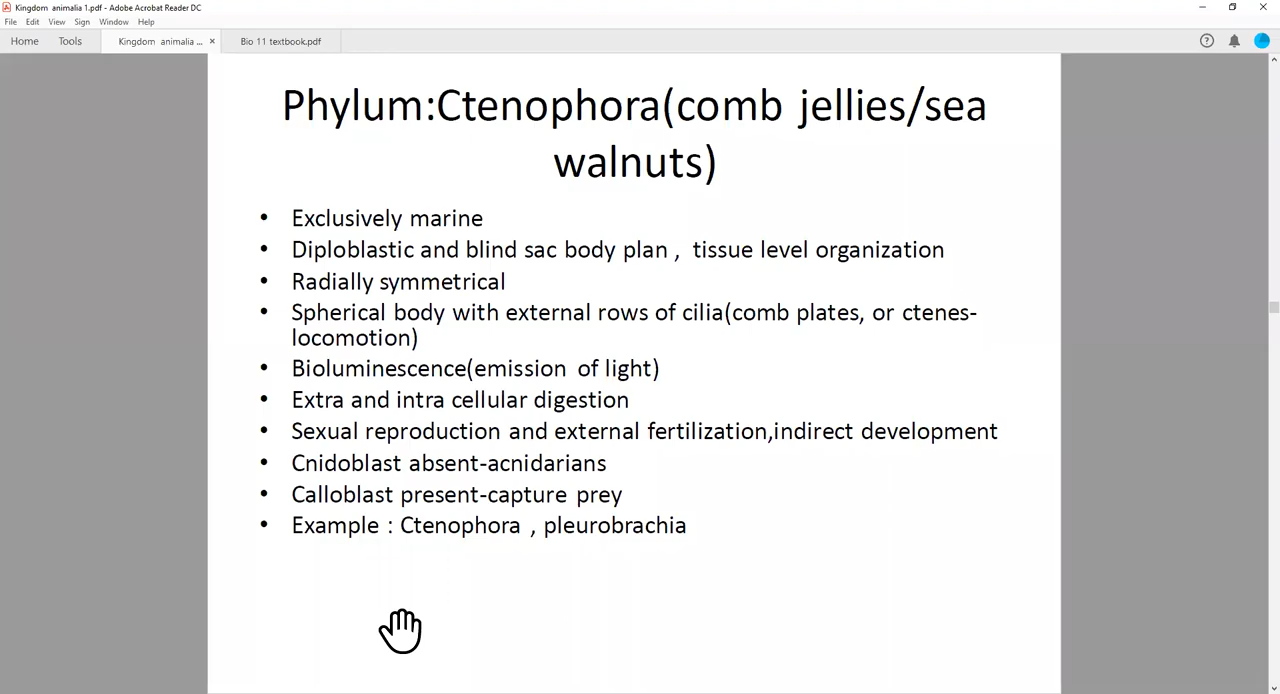 Kingdom animalia 1.pdf - Adobe Acrobat Reader DC
File Edit View Sign Window Help
Home Tools Kingdom animalia ... × Bio 11 textbook.pdf
Phylum:Ctenophora(comb jellies/sea
walnuts)
• Exclusively marine
• Diploblastic and blind sac body plan , tissue level organization
• Radially symmetrical
• Spherical body with external rows of cilia(comb plates, or ctenes-
locomotion)
• Bioluminescence(emission of light)
• Extra and intra cellular digestion
• Sexual reproduction and external fertilization,indirect development
• Cnidoblast absent-acnidarians
• Calloblast present-capture prey
• Example : Ctenophora , pleurobrachia